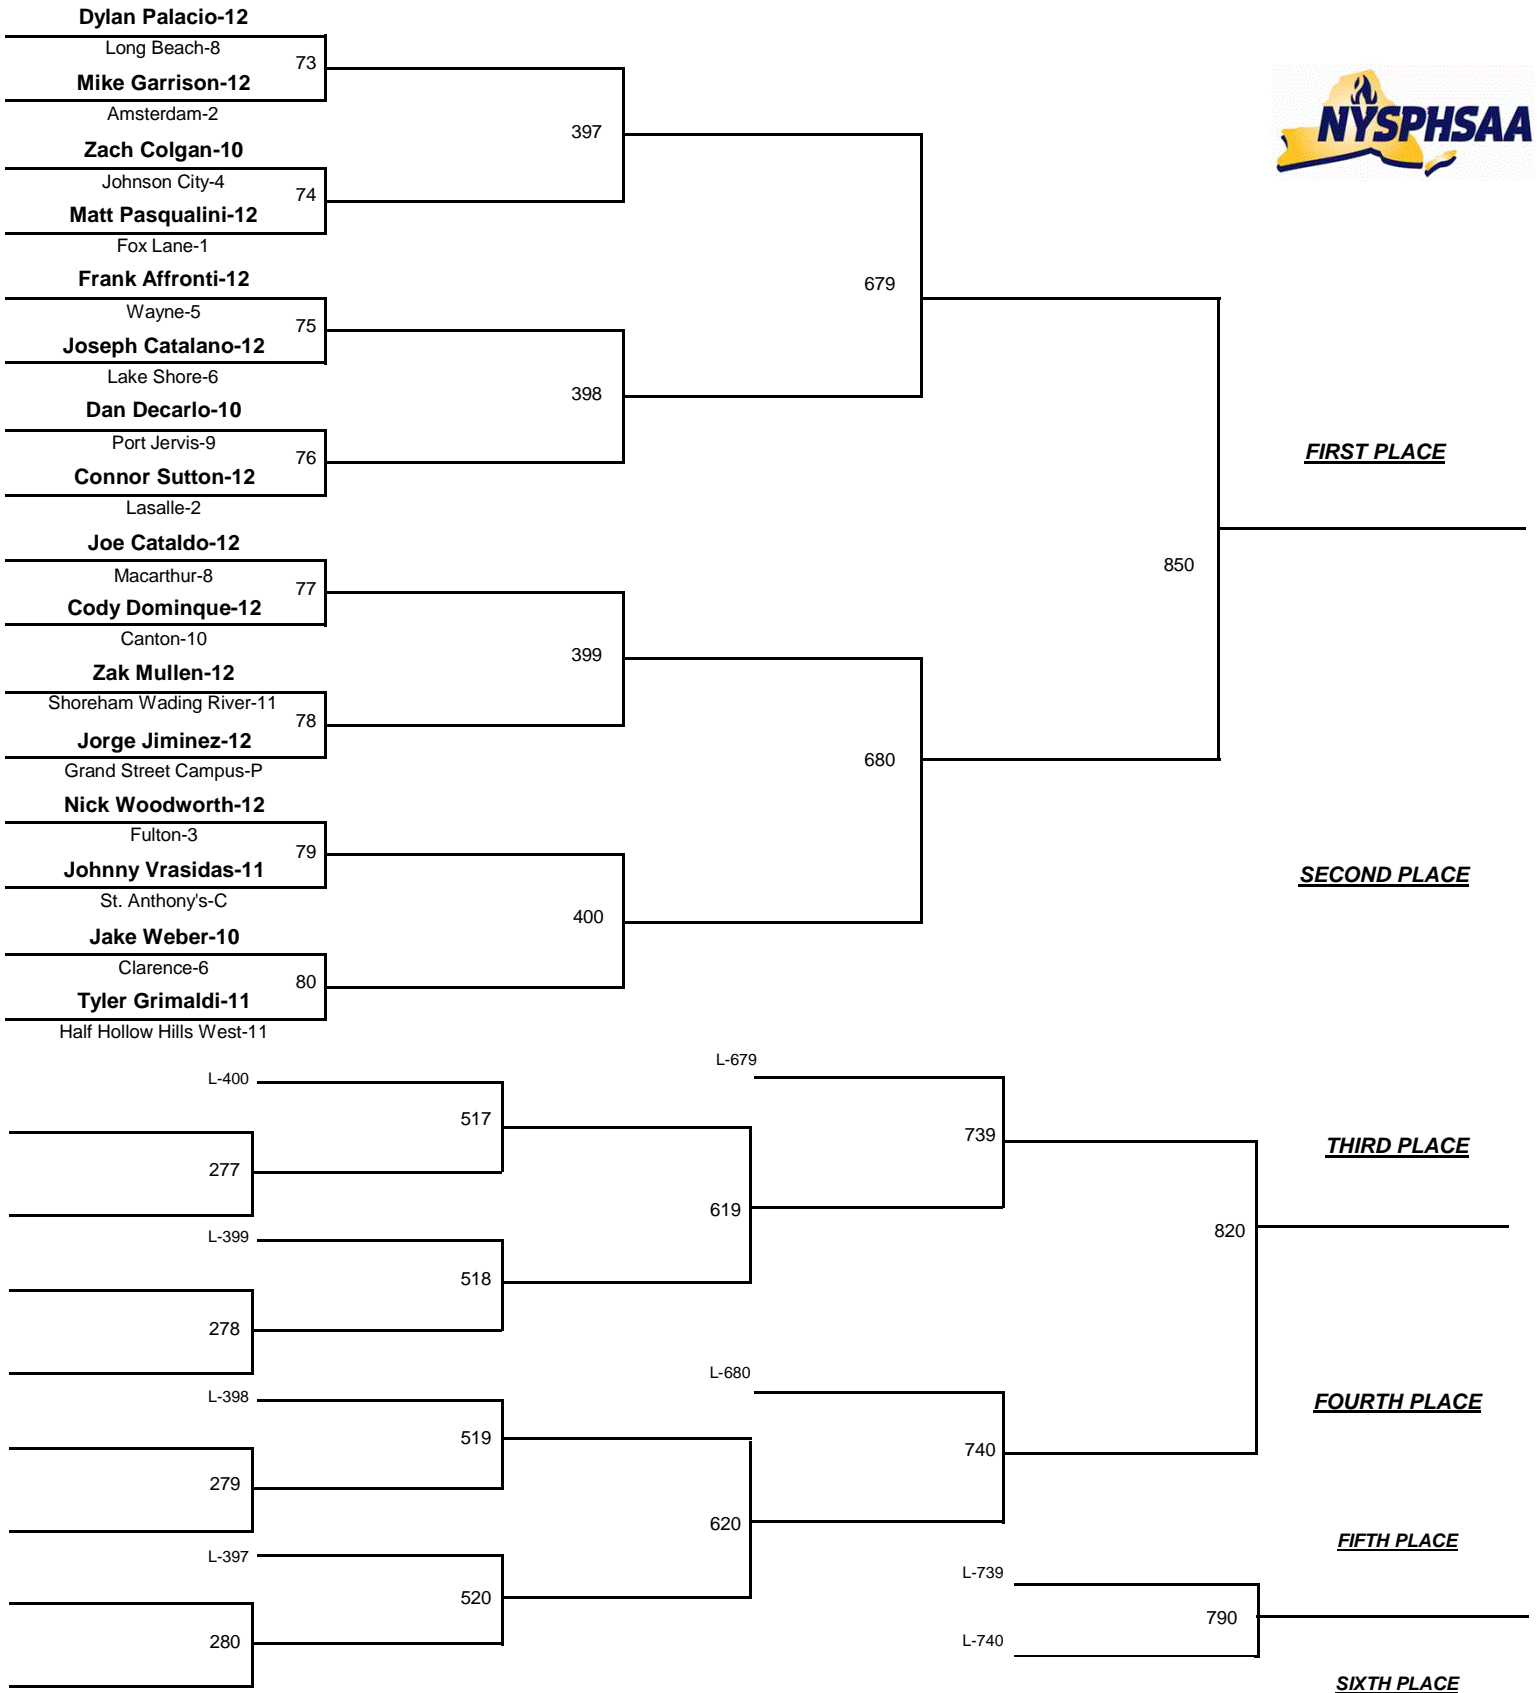 Dylan Palacio-12
Long Beach-8
73
Mike Garrison-12
Amsterdam-2
397
Zach Colgan-10
Johnson City-4
74
Matt Pasqualini-12
Fox Lane-1
NYSPHSAA
Frank Affronti-12
679
Wayne-5
75
Joseph Catalano-12
Lake Shore-6
398
Dan Decarlo-10
Port Jervis-9
76
Connor Sutton-12
Lasalle-2
FIRST PLACE
Joe Cataldo-12
850
Macarthur-8
77
Cody Dominque-12
Canton-10
399
Zak Mullen-12
Shoreham Wading River-11
78
Jorge Jiminez-12
Grand Street Campus-P
680
Nick Woodworth-12
Fulton-3
79
Johnny Vrasidas-11
St. Anthony's-C
SECOND PLACE
400
Jake Weber-10
Clarence-6
80
Tyler Grimaldi-11
Half Hollow Hills West-11
L-679
L-400
517
739
THIRD PLACE
277
619
L-399
820
518
278
L-680
L-398
FOURTH PLACE
519
740
279
620
FIFTH PLACE
L-397
L-739
520
790
280
L-740
SIXTH PLACE